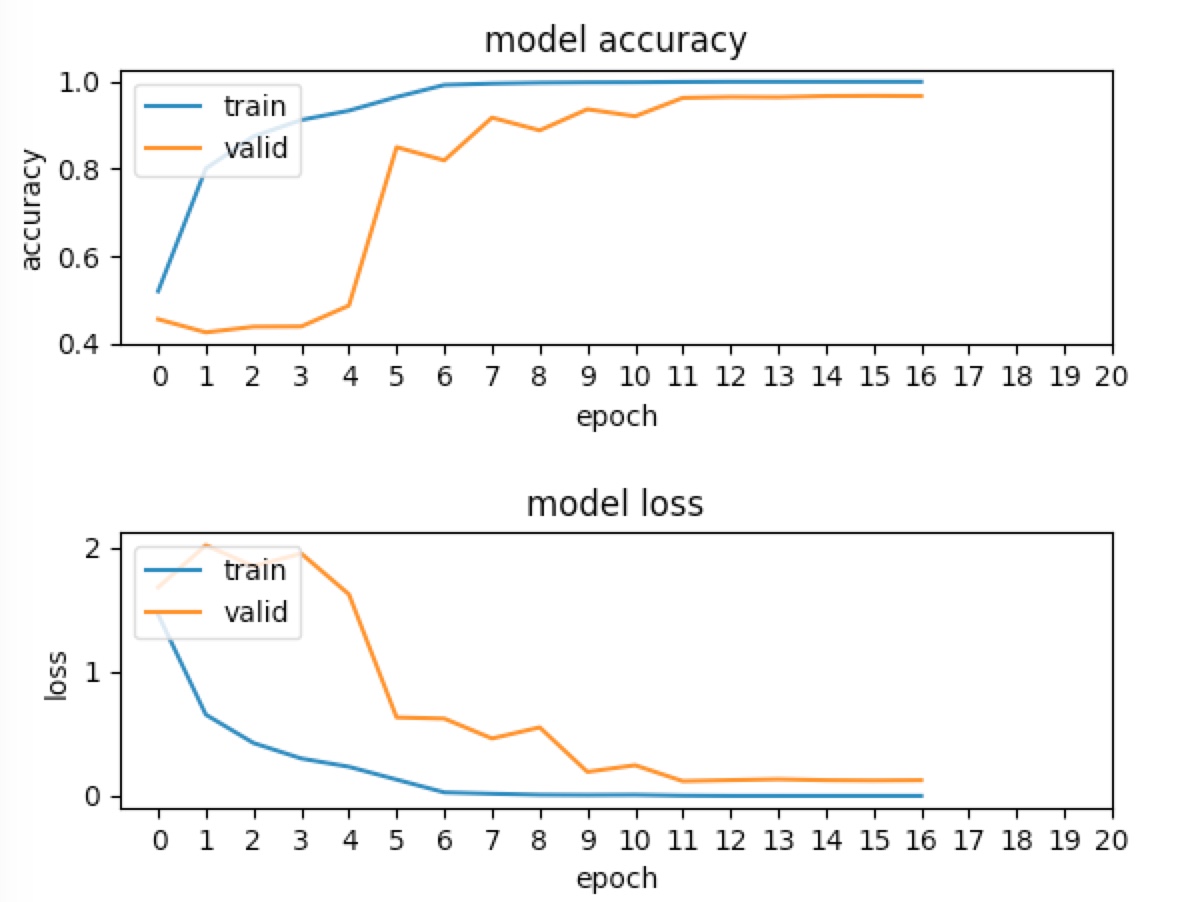 model accuracy
1.0
0.8
0.6
0.4
accuracy
train
valid
0 1 2 3 4 5 6 7 8 9 10 11 12 13 14 15 16 17 18 19 20
epoch
model loss
2
1
0
loss
train
valid
0 1 2 3 4 5 6 7 8 9 10 11 12 13 14 15 16 17 18 19 20
epoch